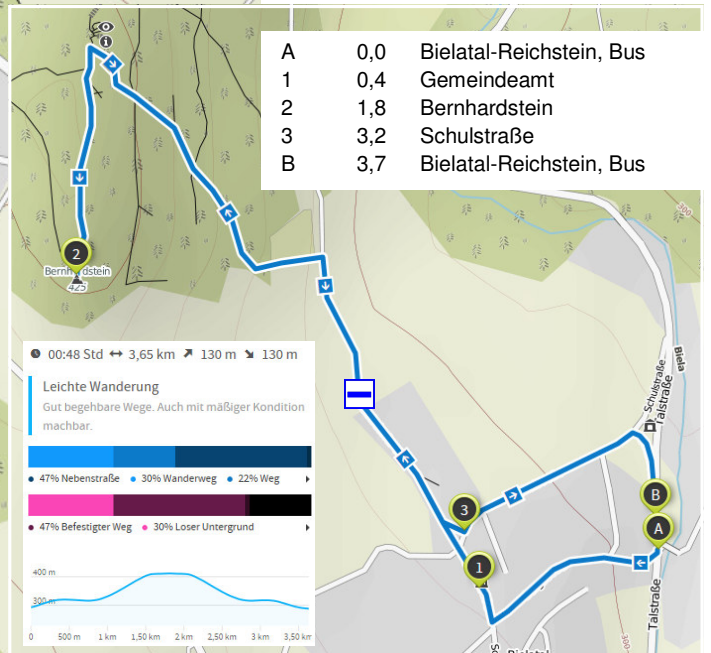 A 0,0 Bielatal-Reichstein, Bus
1 0,4 Gemeindeamt
2 1,8 Bernhardstein
3 3,2 Schulstraße
B 3,7 Bielatal-Reichstein, Bus
300
2
Bernhardstein
425
00:48 Std 3,65 km 130 m 130 m
Leichte Wanderung
Gut begehbare Wege. Auch mit mäßiger Kondition
machbar.
47% Nebenstraße 30% Wanderweg 22% Weg
47% Befestigter Weg 30% Loser Untergrund
400 m
300 m
0 500 m 1 km 1,50 km 2 km 2,50 km 3 km 3,50 km
Biela
Schulstraße
Talstraße
B
3
A
1
Talstraße
300
Bielatal